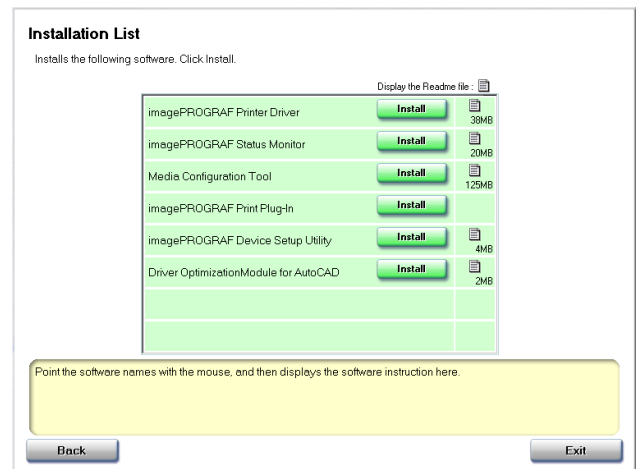 Installation List
Installs the following software. Click Install.
Display the Readme file :
imagePROGRAF Printer Driver Install 38MB
imagePROGRAF Status Monitor Install 20MB
Media Configuration Tool Install 125MB
imagePROGRAF Print Plug-In Install
imagePROGRAF Device Setup Utility Install 4MB
Driver OptimizationModule for AutoCAD Install 2MB
Point the software names with the mouse, and then displays the software instruction here.
Back Exit